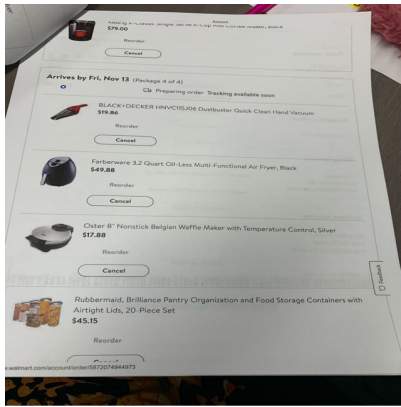 Account
$79.00
Reorder
Cancel
Arrives by Fri, Nov 13 (Package 4 of 4)
Preparing order Tracking available soon
BLACK+DECKER HNVC115J06 Dustbuster Quick Clean Hand Vacuum
$19.86
Reorder
Cancel
Farberware 3.2 Quart Oil-Less Multi-Functional Air Fryer, Black
$49.88
Reorder
Cancel
Oster 8" Nonstick Belgian Waffle Maker with Temperature Control, Silver
$17.88
Reorder
Cancel
Feedback
Rubbermaid, Brilliance Pantry Organization and Food Storage Containers with
Airtight Lids, 20-Piece Set
$45.15
Reorder
Cancel
.walmart.com/account/order/5872074944973